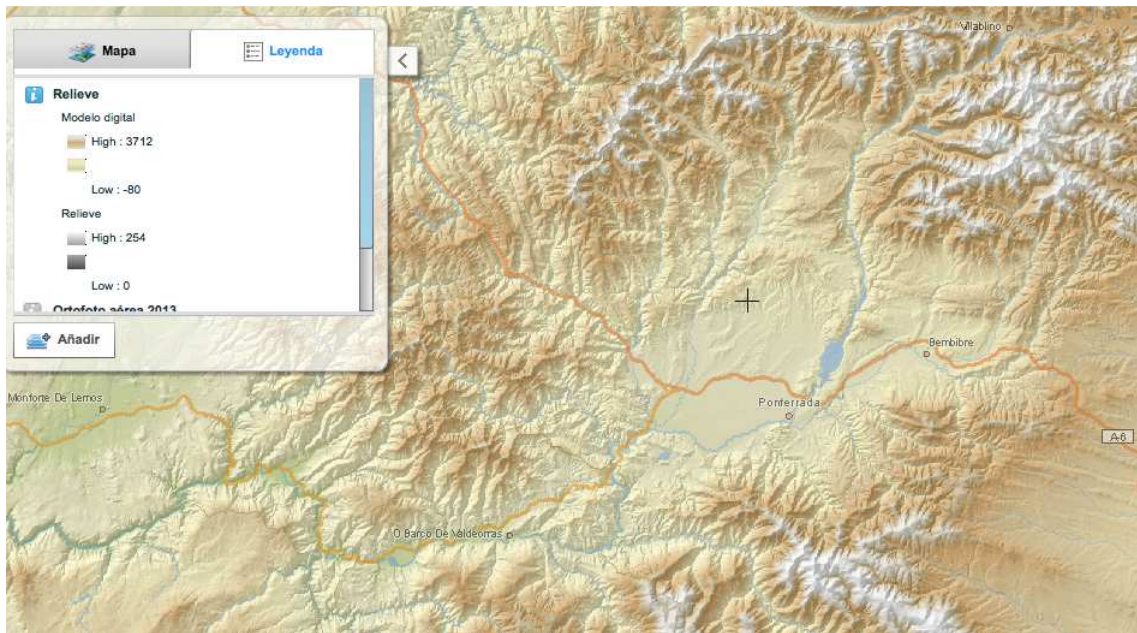 Mapa
Leyenda
Relieve
Modelo digital
High : 3712
Low : -80
Relieve
High : 254
Low : 0
Ortofoto aérea 2013
Añadir
Villablino
Bembibre
Monforte De Lemos
Ponferrada
A-6
O Barco De Valdeorras